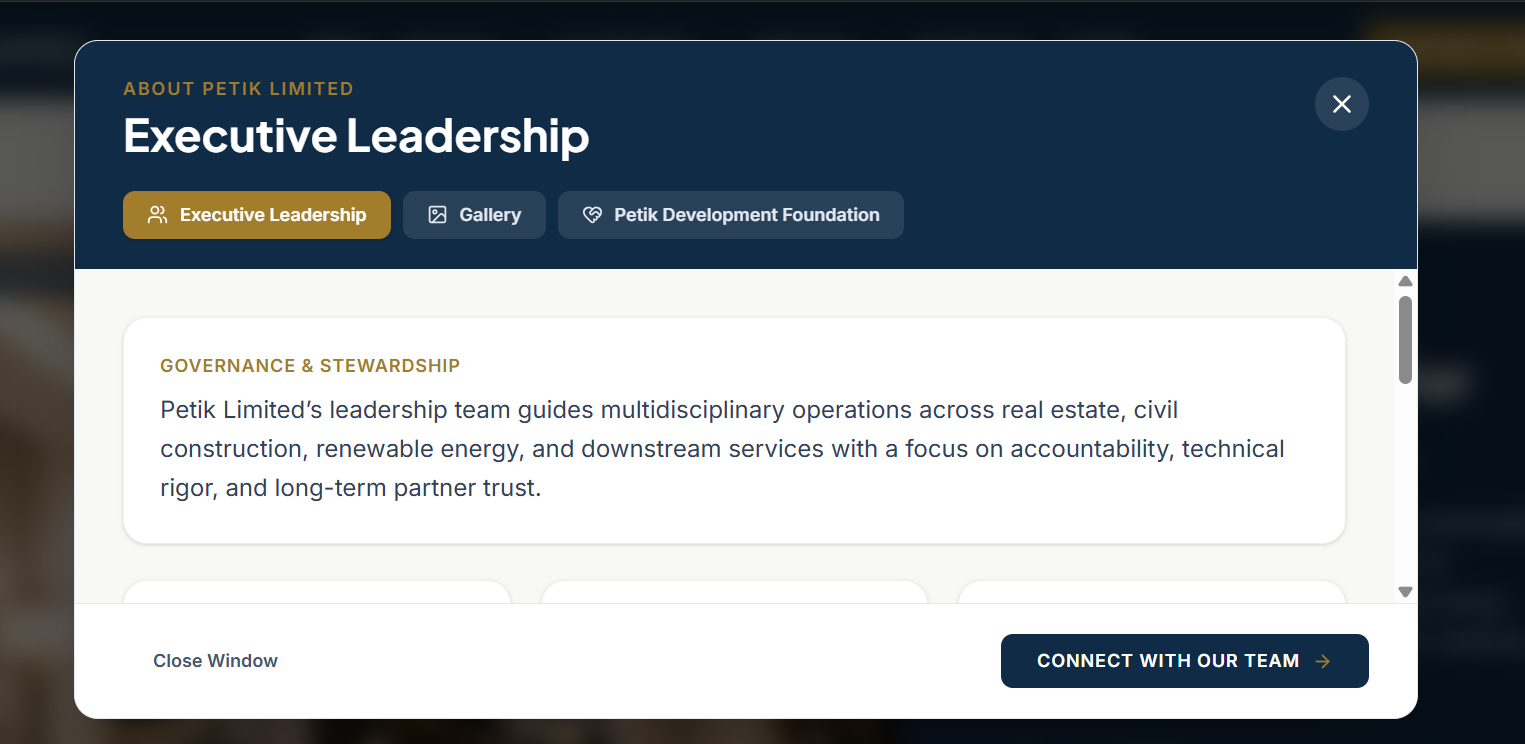 ABOUT PETIK LIMITED
Executive Leadership
Executive Leadership
Gallery
Petik Development Foundation
GOVERNANCE & STEWARDSHIP
Petik Limited’s leadership team guides multidisciplinary operations across real estate, civil
construction, renewable energy, and downstream services with a focus on accountability, technical
rigor, and long-term partner trust.
Close Window
CONNECT WITH OUR TEAM